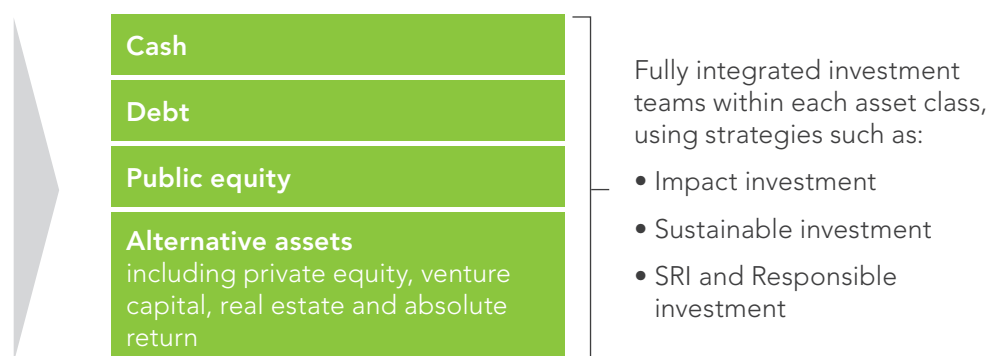 Cash
Debt
Public equity
Alternative assets
including private equity, venture
capital, real estate and absolute
return
Fully integrated investment
teams within each asset class,
using strategies such as:
• Impact investment
• Sustainable investment
• SRI and Responsible
investment